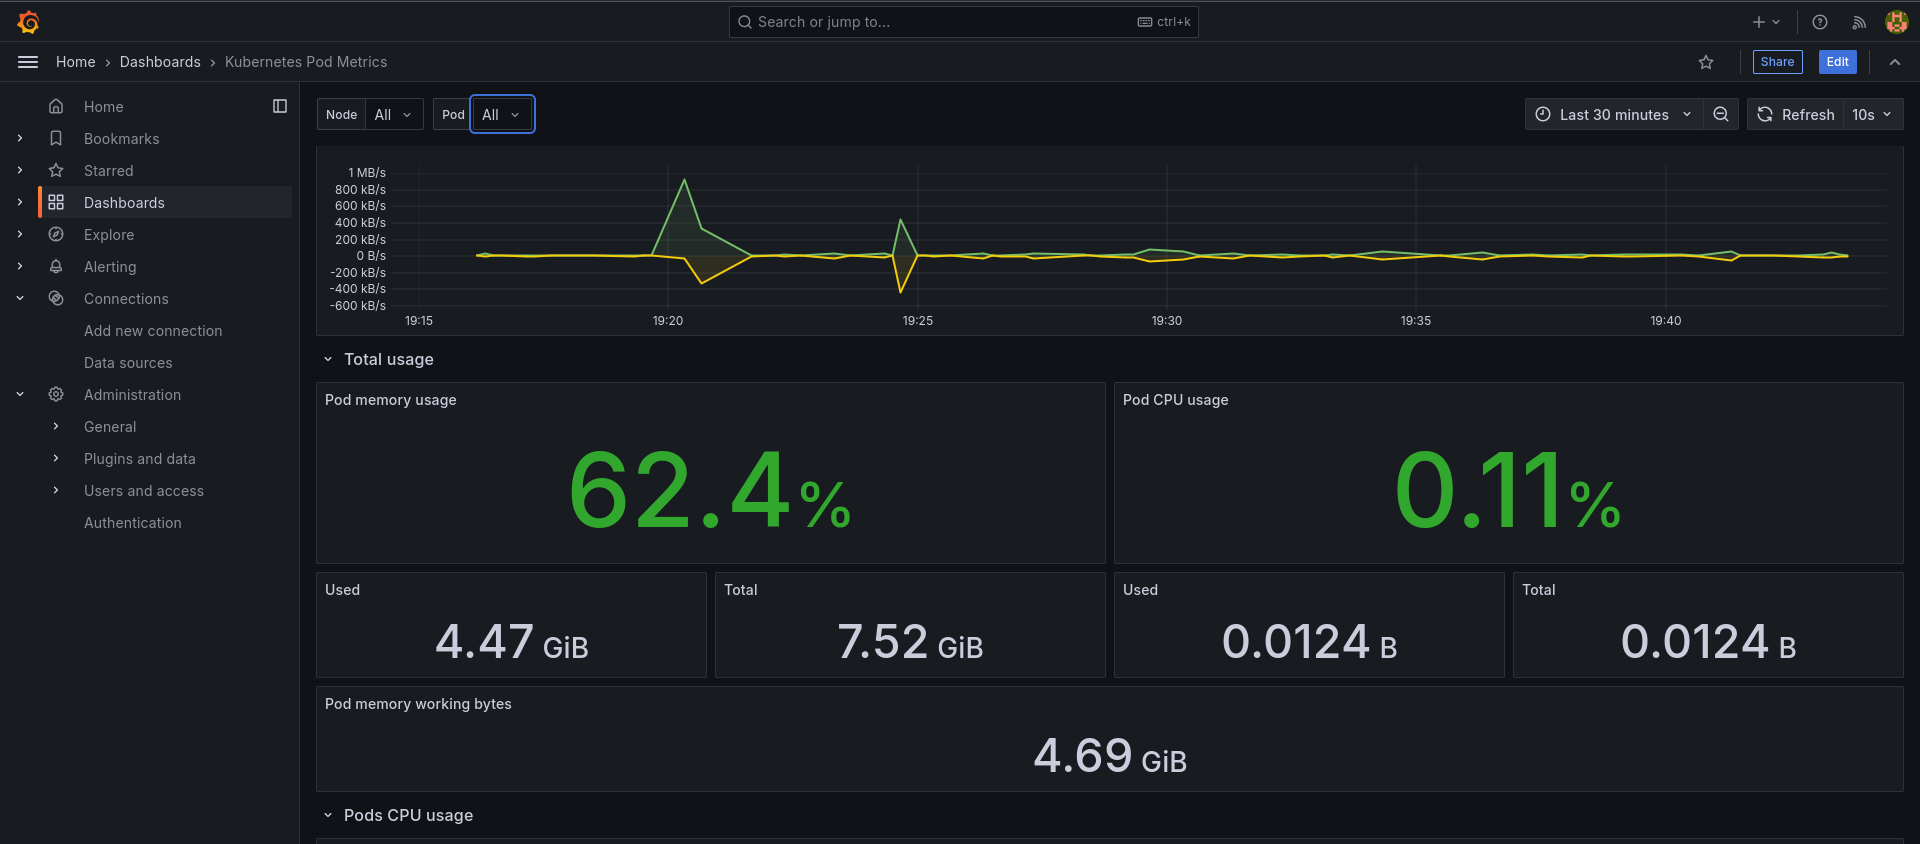 Search or jump to... ctrl+k
Home › Dashboards › Kubernetes Pod Metrics
Share Edit
Home
Bookmarks
Starred
Dashboards
Explore
Alerting
Connections
Add new connection
Data sources
Administration
General
Plugins and data
Users and access
Authentication
Node All Pod All
Last 30 minutes Refresh 10s
1 MB/s
800 kB/s
600 kB/s
400 kB/s
200 kB/s
0 B/s
-200 kB/s
-400 kB/s
-600 kB/s
19:15 19:20 19:25 19:30 19:35 19:40
Total usage
Pod memory usage
62.4%
Pod CPU usage
0.11%
Used
4.47 GiB
Total
7.52 GiB
Used
0.0124 B
Total
0.0124 B
Pod memory working bytes
4.69 GiB
Pods CPU usage